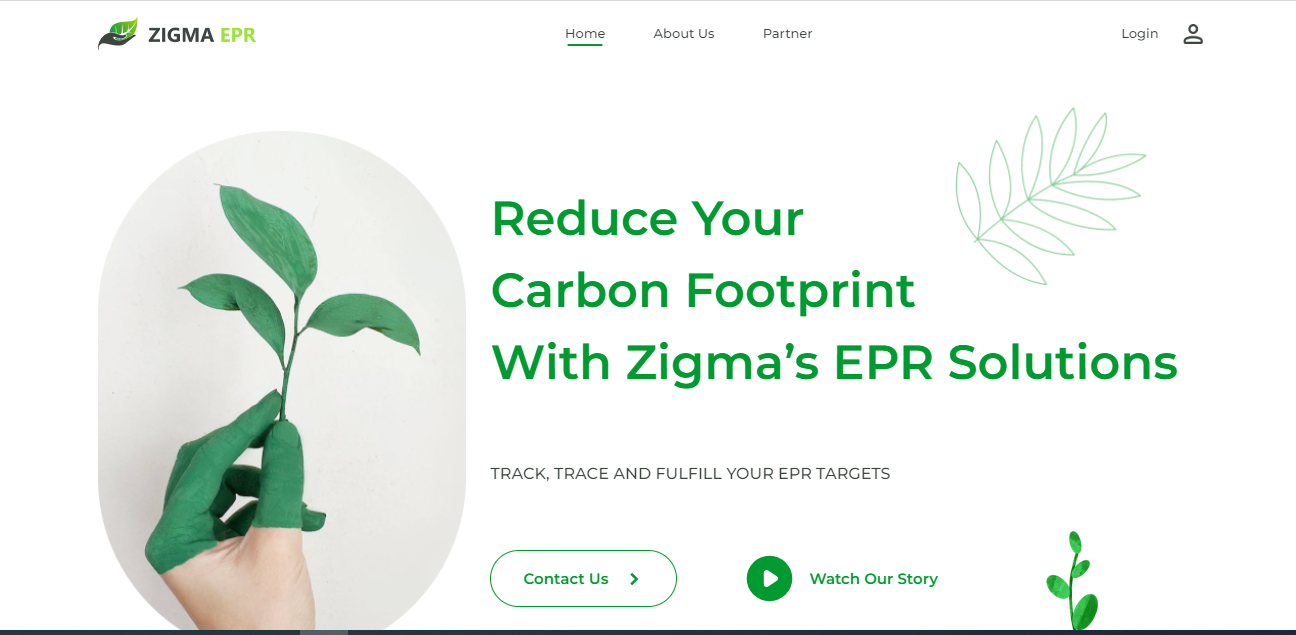 ZIGMA EPR
Home
About Us
Partner
Login
Reduce Your
Carbon Footprint
With Zigma’s EPR Solutions
TRACK, TRACE AND FULFILL YOUR EPR TARGETS
Contact Us
Watch Our Story